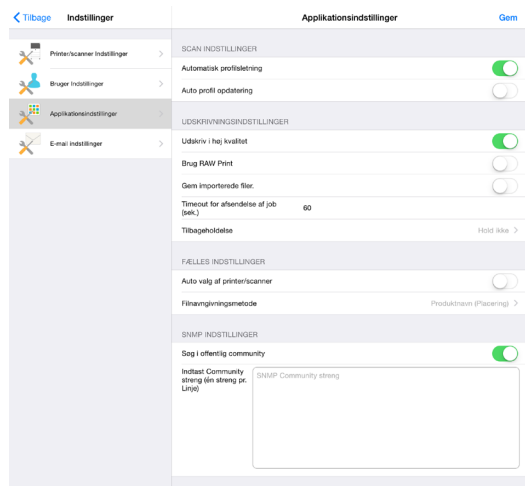 Tilbage
Indstillinger
Applikationsindstillinger
Gem
Printer/scanner Indstillinger
Bruger Indstillinger
Applikationsindstillinger
E-mail indstillinger
SCAN INDSTILLINGER
Automatisk profilsletning
Auto profil opdatering
UDSKRIVNINGSINDSTILLINGER
Udskriv i høj kvalitet
Brug RAW Print
Gem importerede filer.
Timeout for afsendelse af job
(sek.)
60
Tilbageholdelse
Hold ikke
FÆLLES INDSTILLINGER
Auto valg af printer/scanner
Filnavngivningsmetode
Produktnavn (Placering)
SNMP INDSTILLINGER
Søg i offentlig community
Indtast Community
streng (én streng pr.
Linje)
SNMP Community streng